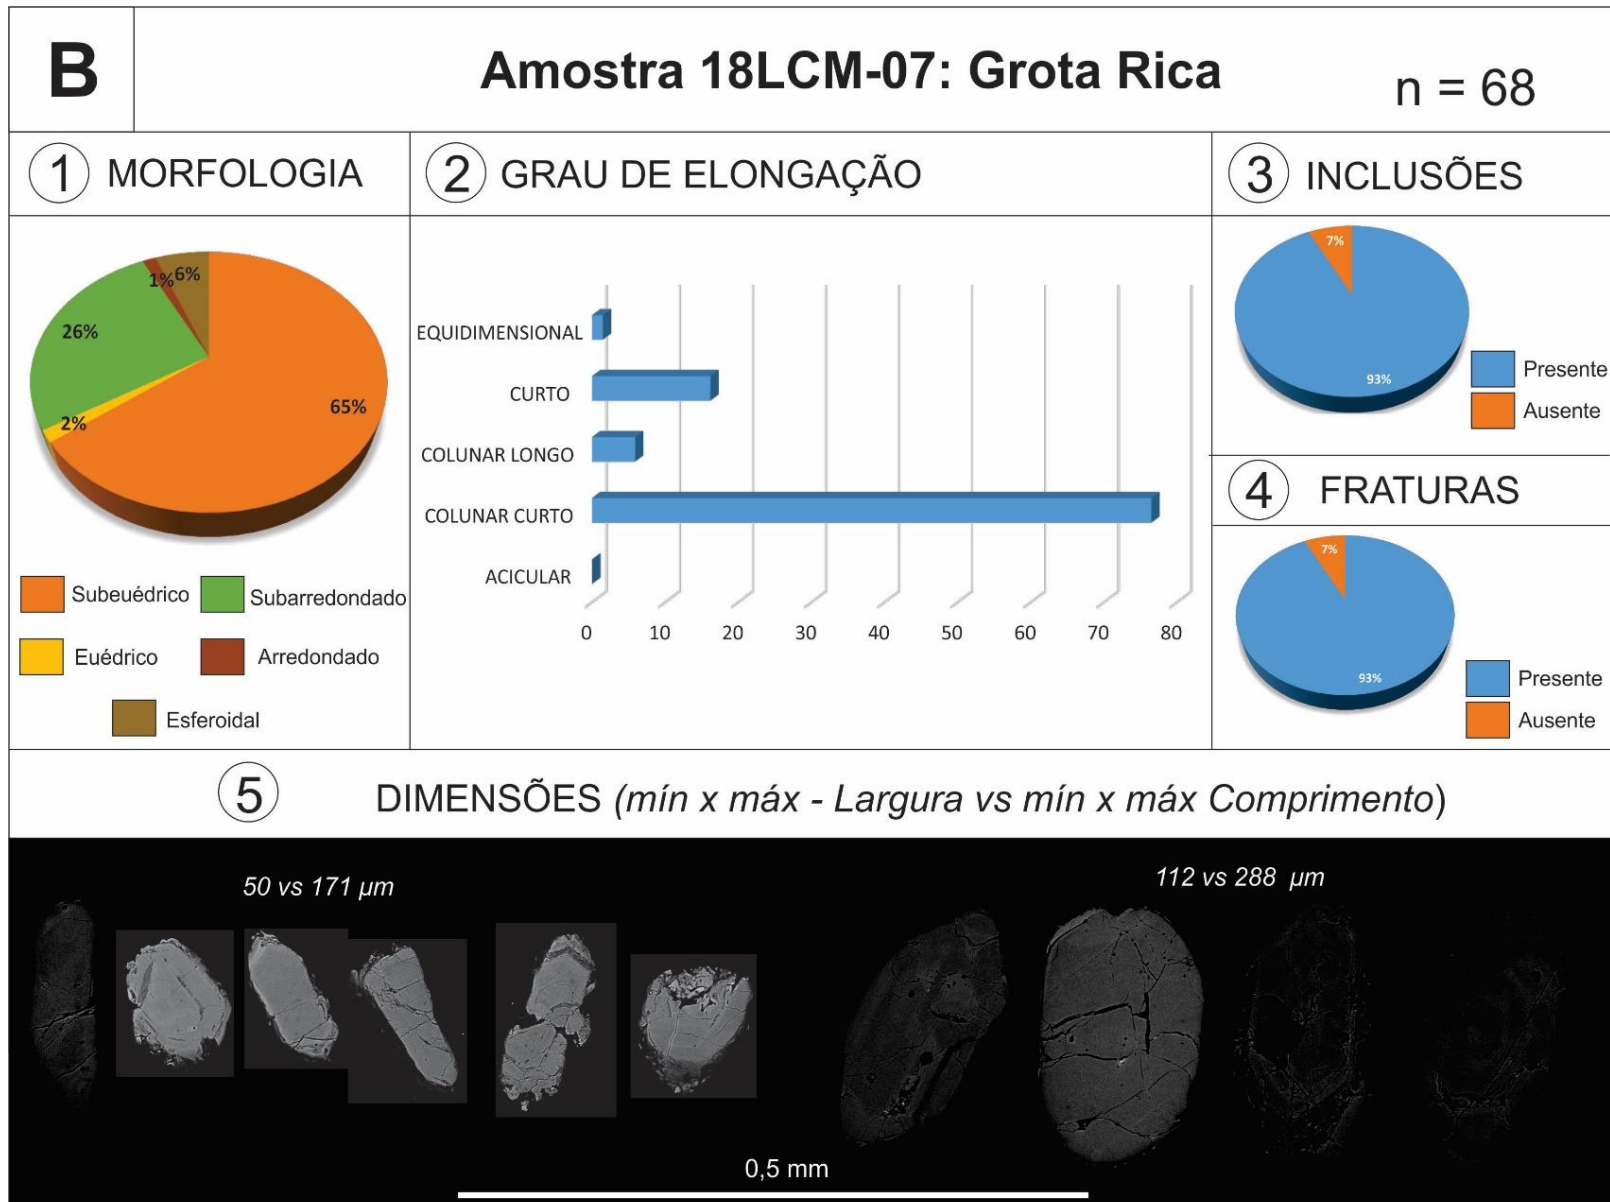 B
Amostra 18LCM-07: Grota Rica
n = 68
1 MORFOLOGIA
1% 6%
26%
65%
2%
Subeuédrico
Subarredondado
Euédrico
Arredondado
Esferoidal
2 GRAU DE ELONGAÇÃO
EQUIDIMENSIONAL
CURTO
COLUNAR LONGO
COLUNAR CURTO
ACICULAR
0 10 20 30 40 50 60 70 80
3 INCLUSÕES
7%
93%
Presente
Ausente
4 FRATURAS
7%
93%
Presente
Ausente
5 DIMENSÕES (mín x máx - Largura vs mín x máx Comprimento)
50 vs 171 µm
112 vs 288 µm
0,5 mm